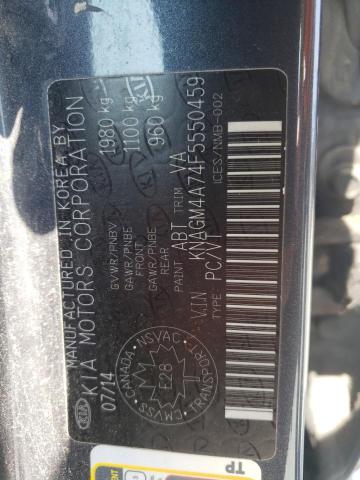 MANUFACTURED IN KOREA BY
KIA MOTORS CORPORATION
07/14
GVWR/PNBV 1980 kg
GAWR/PNBE FRONT 1100 kg
GAWR/PNBE REAR 960 kg
PAINT ABT TRIM VA
VIN KNAGM4A74F5550459
TYPE PC/V
ICES/NMB-002
CANADA NSVAC
E28
CMVSS TRANSPORT
KIA
TP